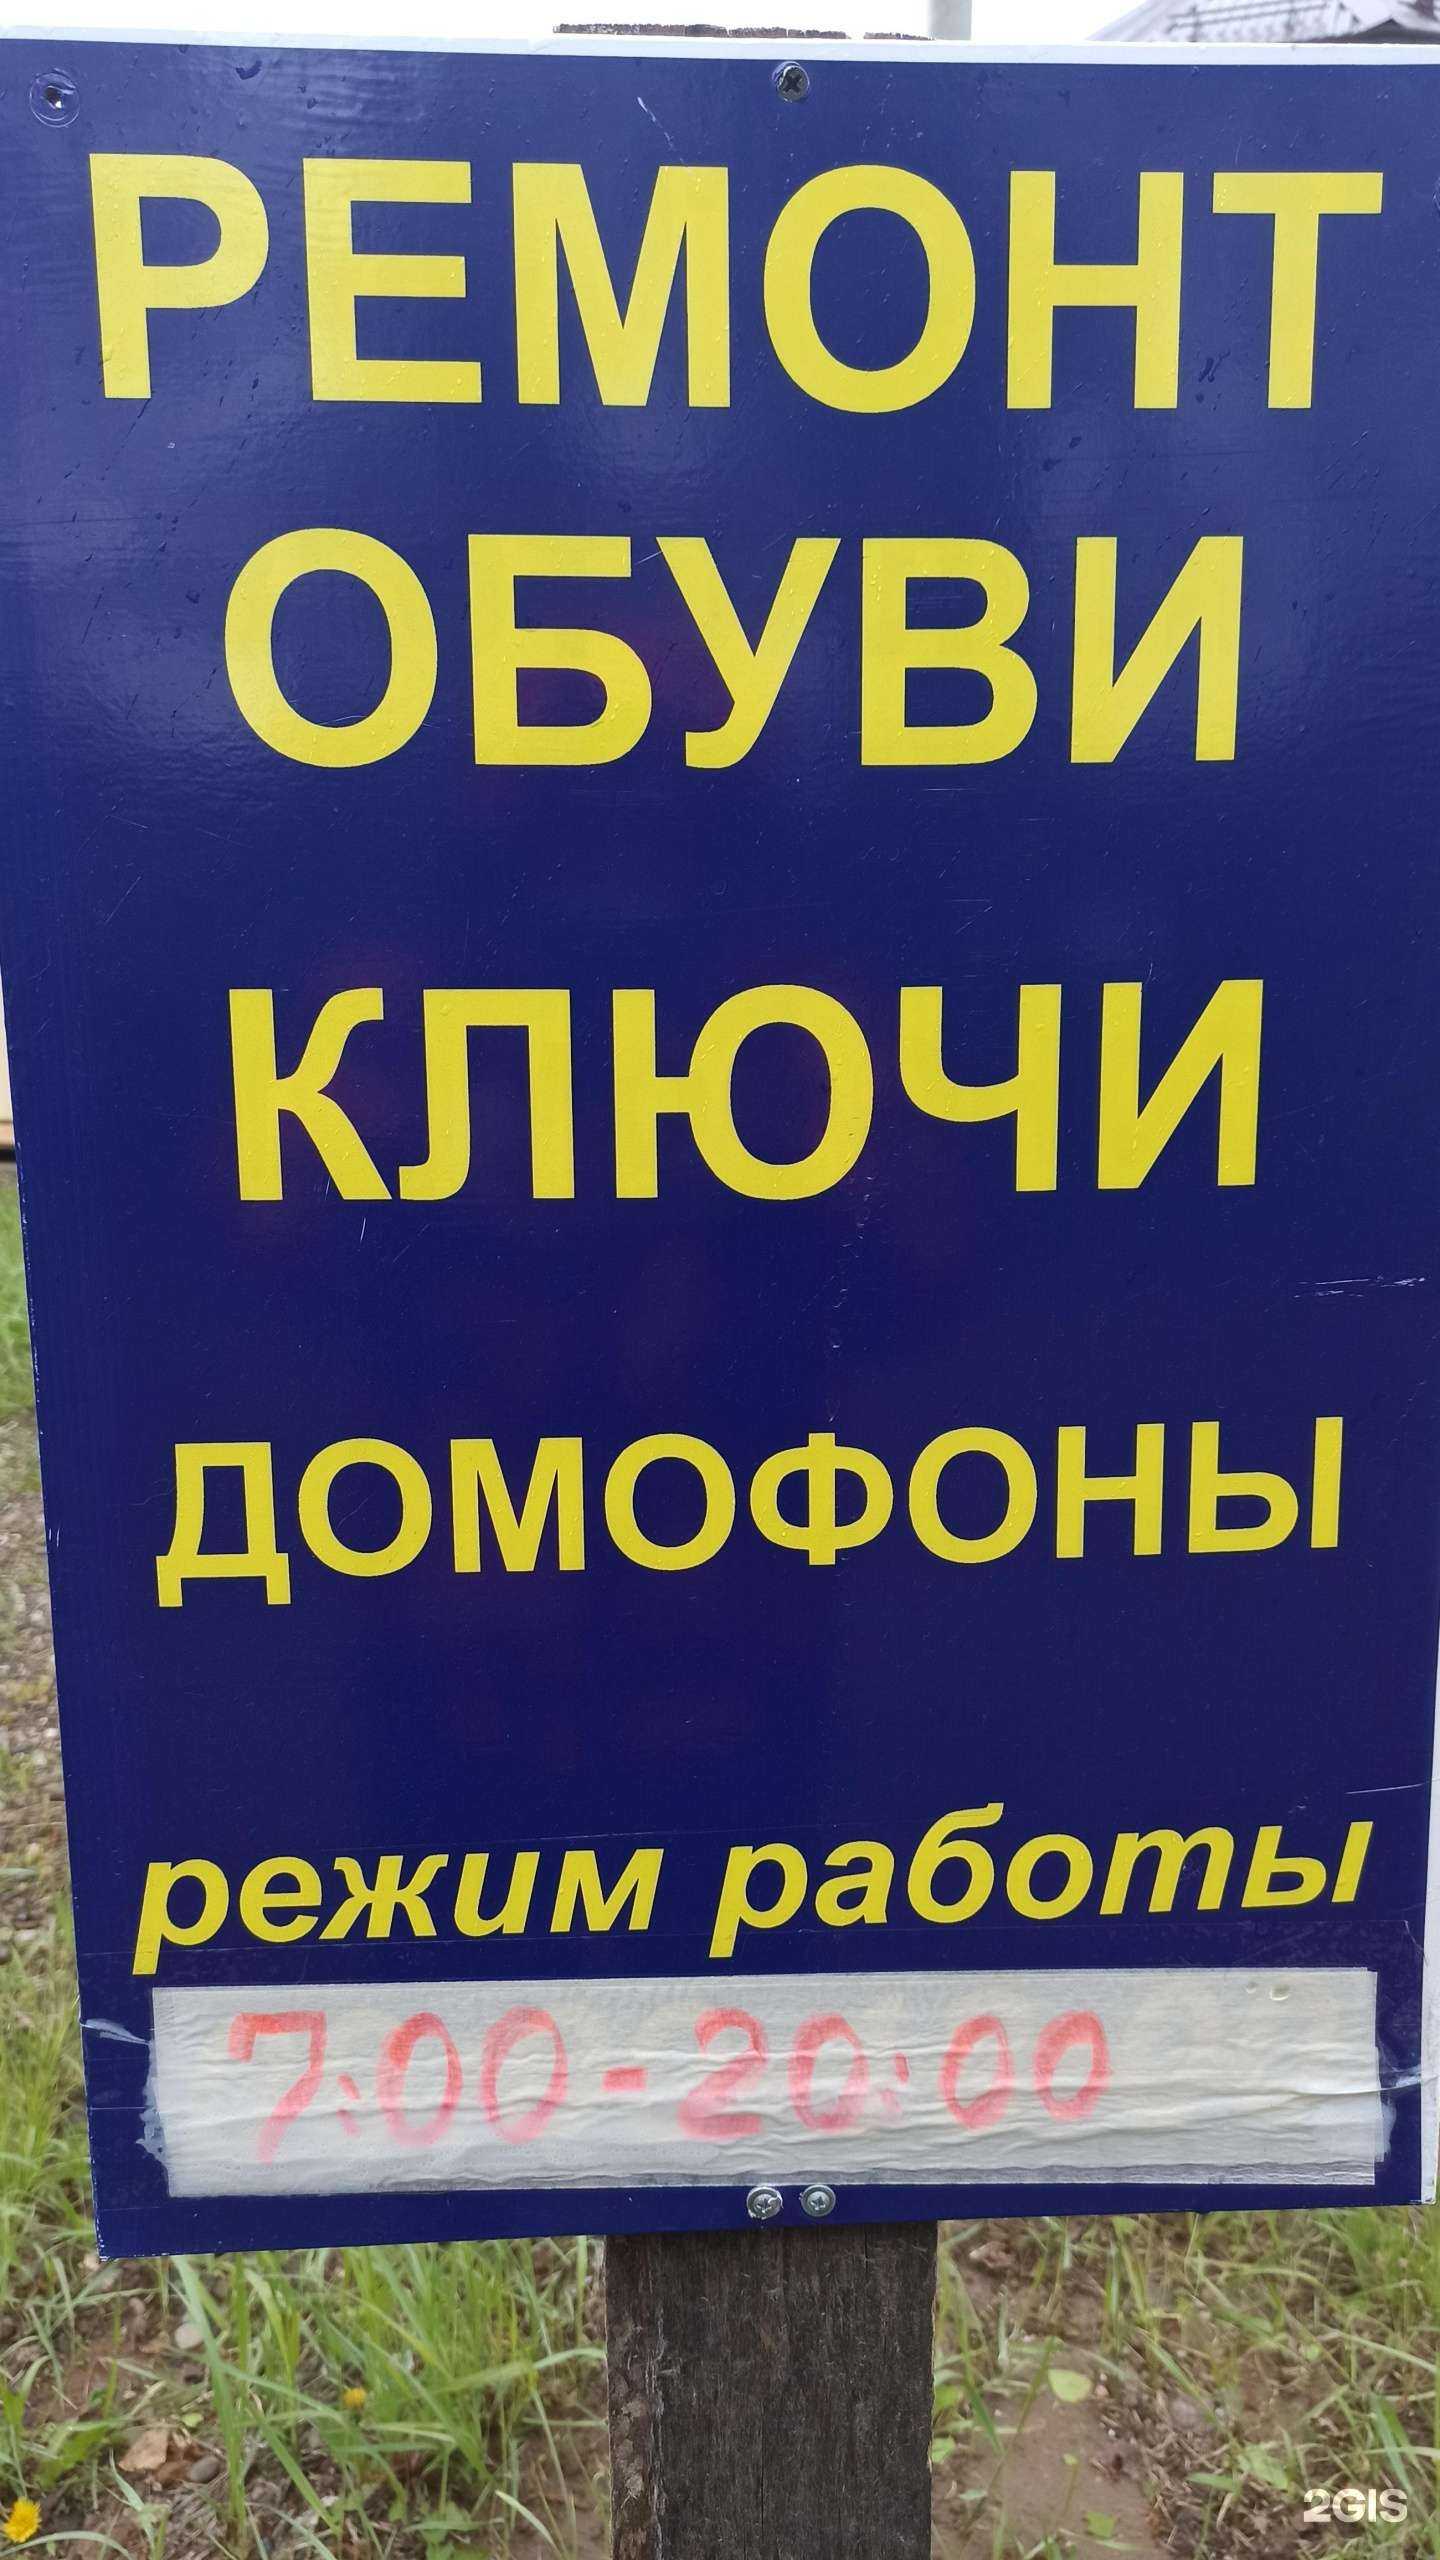 РЕМОНТ
ОБУВИ
КЛЮЧИ
ДОМОФОНЫ
режим работы
7:00-20:00
2GIS